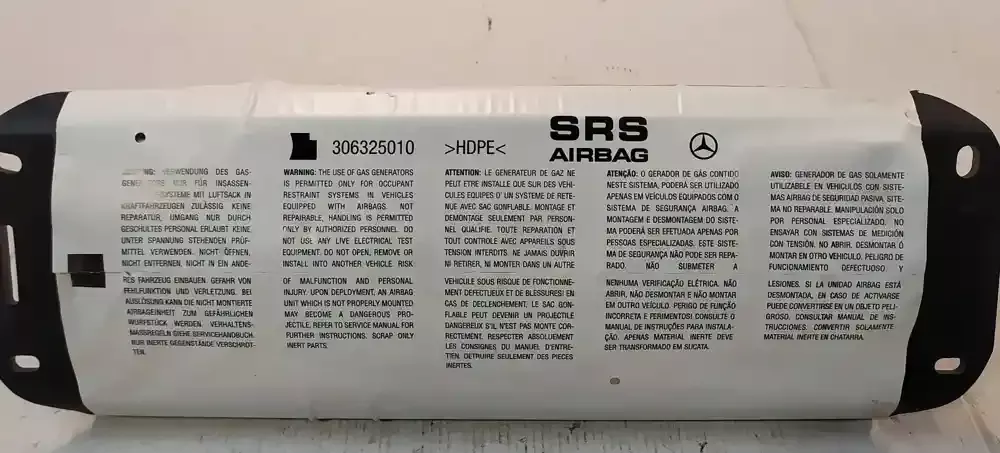 306325010 >HDPE< SRS
AIRBAG
VERWENDUNG DES GAS-
NUR FÜR INSASSEN-
MIT LUFTSACK IN
KRAFTFAHRZEUGEN ZULÄSSIG KEINE
REPARATUR, UMGANG NUR DURCH
GESCHULTES PERSONAL ERLAUBT KEINE
UNTER SPANNUNG STEHENDEN PRÜF-
MITTEL VERWENDEN. NICHT ÖFFNEN,
NICHT ENTFERNEN. NICHT IN EIN ANDE-
RES FAHRZEUG EINBAUEN. GEFAHR VON
FEHLFUNKTION UND VERLETZUNG. BEI
AUSLÖSUNG KANN DIE NICHT MONTIERTE
AIRBAGEINHEIT ZUM GEFÄHRLICHEN
WURFSTÜCK WERDEN. VERHALTENS-
MASSREGELN SIEHE SERVICEHANDBUCH.
NUR INERTE GEGENSTÄNDE VERSCHROT-
TEN.
WARNING: THE USE OF GAS GENERATORS
IS PERMITTED ONLY FOR OCCUPANT
RESTRAINT SYSTEMS IN VEHICLES
EQUIPPED WITH AIRBAGS. NOT
REPAIRABLE, HANDLING IS PERMITTED
ONLY BY AUTHORIZED PERSONNEL. DO
NOT USE ANY LIVE ELECTRICAL TEST
EQUIPMENT. DO NOT OPEN, REMOVE OR
INSTALL INTO ANOTHER VEHICLE RISK
OF MALFUNCTION AND PERSONAL
INJURY UPON DEPLOYMENT, AN AIRBAG
UNIT WHICH IS NOT PROPERLY MOUNTED
MAY BECOME A DANGEROUS PRO-
JECTILE, REFER TO SERVICE MANUAL FOR
FURTHER INSTRUCTIONS. SCRAP ONLY
INERT PARTS.
ATTENTION: LE GENERATEUR DE GAZ NE
PEUT ETRE INSTALLE QUE SUR DES VEHI-
CULES EQUIPES O' UN SYSTEME DE RETE-
NUE AVEC SAC GONFLABLE. MONTAGE ET
DEMONTAGE SEULEMENT PAR PERSON-
NEL QUALIFIE. TOUTE REPARATION ET
TOUT CONTROLE AVEC APPAREILS SOUS
TENSION INTERDITS. NE JAMAIS OUVRIR
NI RETIRER, NI MONTER DANS UN AUTRE
VEHICULE SOUS RISQUE DE FONCTIONNE-
MENT DEFECTUEUX ET DE BLESSURES! EN
CAS DE DECLENCHEMENT, LE SAC GON-
FLABLE PEUT DEVENIR UN PROJECTILE
DANGEREUX S'IL N'EST PAS MONTE COR-
RECTEMENT. RESPECTER ABSOLUEMENT
LES CONSIGNES DU MANUEL D'ENTRE-
TIEN, DETRUIRE SEULEMENT DES PIECES
INERTES.
ATENÇÃO: O GERADOR DE GÁS CONTIDO
NESTE SISTEMA, PODERÁ SER UTILIZADO
APENAS EM VEÍCULOS EQUIPADOS COM O
SISTEMA DE SEGURANÇA AIRBAG. A
MONTAGEM E DESMONTAGEM DO SISTE-
MA PODERÁ SER EFETUADA APENAS POR
PESSOAS ESPECIALIZADAS, ESTE SISTE-
MA DE SEGURANÇA NÃO PODE SER REPA-
RADO. NÃO SUBMETER A
NENHUMA VERIFICAÇÃO ELÉTRICA. NÃO
ABRIR, NÃO DESMONTAR E NÃO MONTAR
EM OUTRO VEÍCULO. PERIGO DE FUNÇÃO
INCORRETA E FERIMENTOS! CONSULTE O
MANUAL DE INSTRUÇÕES PARA INSTALA-
ÇÃO. APENAS MATERIAL INERTE DEVE
SER TRANSFORMADO EM SUCATA.
AVISO: GENERADOR DE GAS SOLAMENTE
UTILIZABELE EN VEHICULOS CON SISTE-
MAS AIRBAG DE SEGURIDAD PASIVA. SITE-
MA NO REPARABLE. MANIPULACIÓN SOLO
POR PERSONAL ESPECIALIZADO, NO
ENSAYAR CON SISTEMAS DE MEDICIÓN
CON TENSIÓN. NO ABRIR. DESMONTAR Ó
MONTAR EN OTRO VEHICULO. PELIGRO DE
FUNCIONAMIENTO DEFECTUOSO Y
LESIONES. SI LA UNIDAD AIRBAG ESTÁ
DESMONTADA, EN CASO DE ACTIVARSE
PUEDE CONVERTIRSE EN UN OBJETO PELI-
GROSO. CONSULTAR MANUAL DE INS-
TRUCCIONES. CONVERTIR SOLAMENTE
MATERIAL INERTE EN CHATARRA.